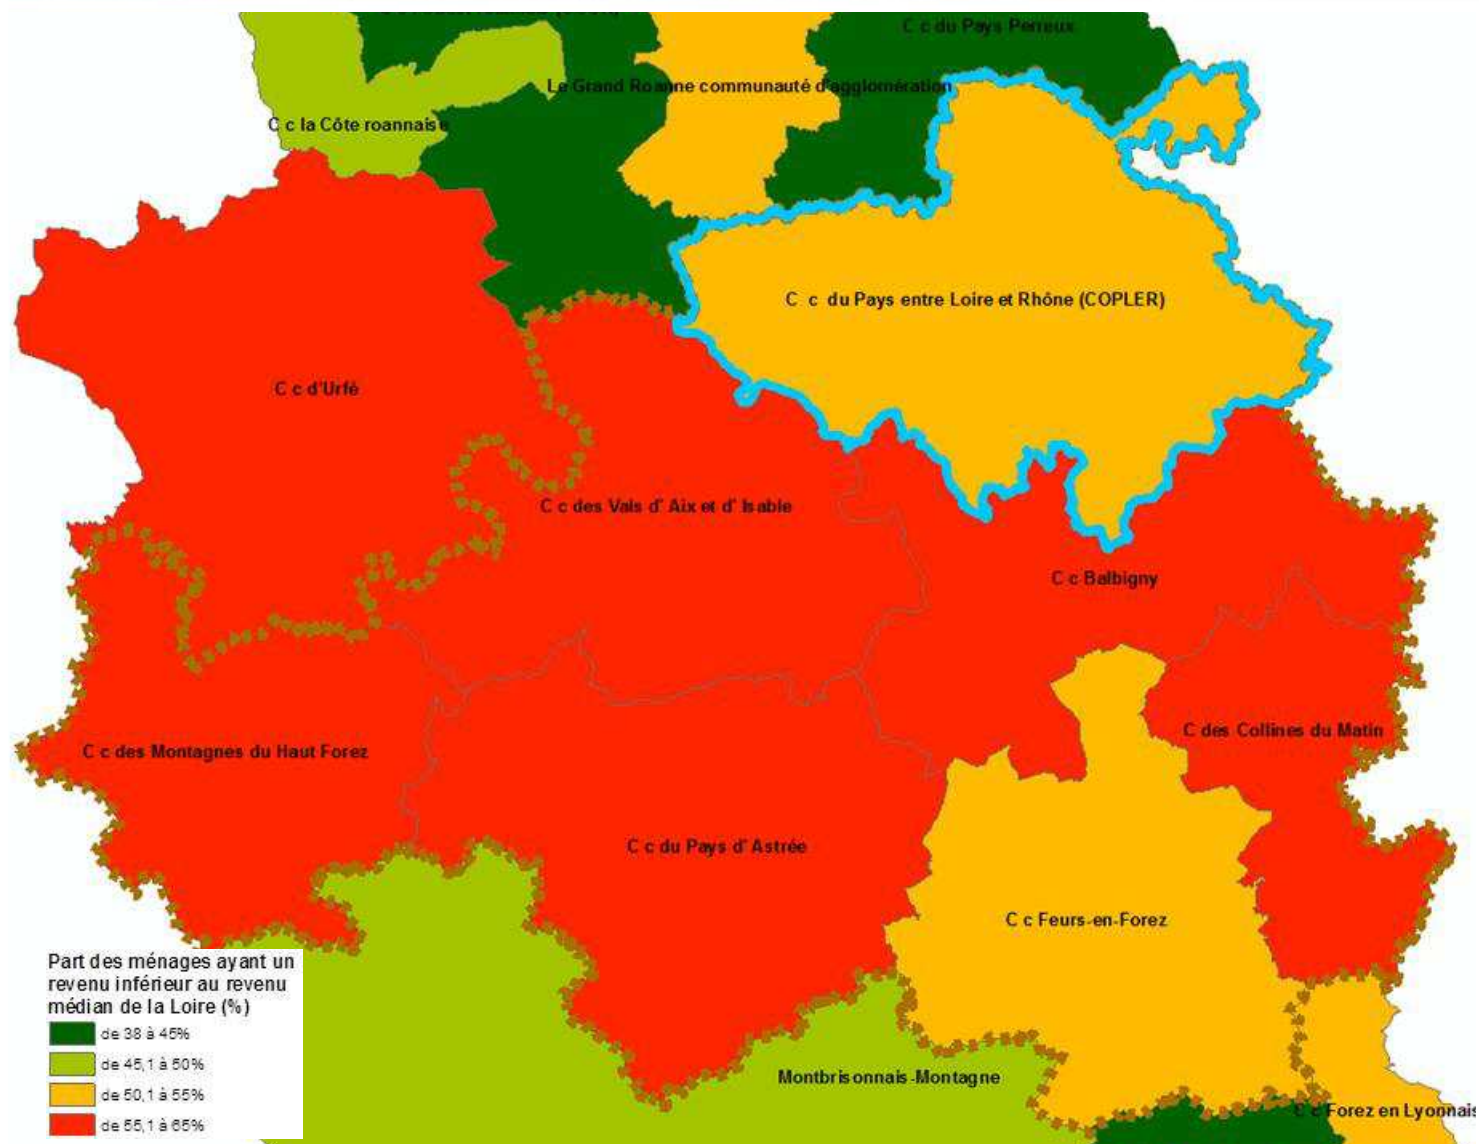 C c du Pays Perreux
Le Grand Roanne communauté d'agglomération
C c la Côte roannaise
C c du Pays entre Loire et Rhône (COPLER)
C c d'Urfé
C c des Vals d' Aix et d' Isable
C c Balbigny
C c des Montagnes du Haut Forez
C des Collines du Matin
C c du Pays d' Astrée
C c Feurs-en-Forez
Montbrisonnais-Montagne
C c Forez en Lyonnais
Part des ménages ayant un
revenu inférieur au revenu
médian de la Loire (%)
de 38 à 45%
de 45,1 à 50%
de 50,1 à 55%
de 55,1 à 65%